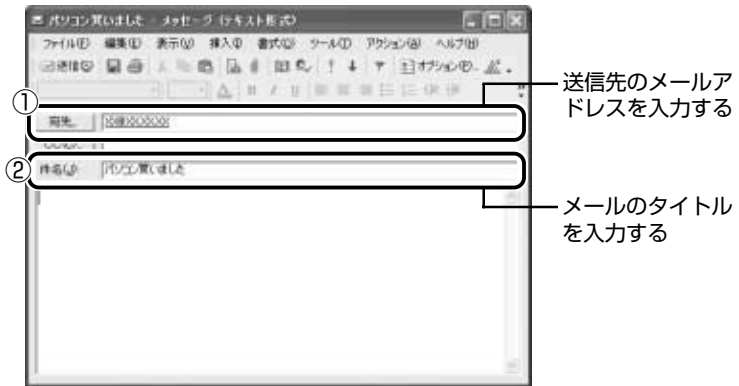 パソコン買いました - メッセージ (テキスト形式)
ファイル(F) 編集(E) 表示(V) 挿入(I) 書式(O) ツール(T) アクション(A) ヘルプ(H)
送信(S) オプション(P)...
①
宛先...
送信先のメールア
ドレスを入力する
②
件名(J) パソコン買いました
メールのタイトル
を入力する